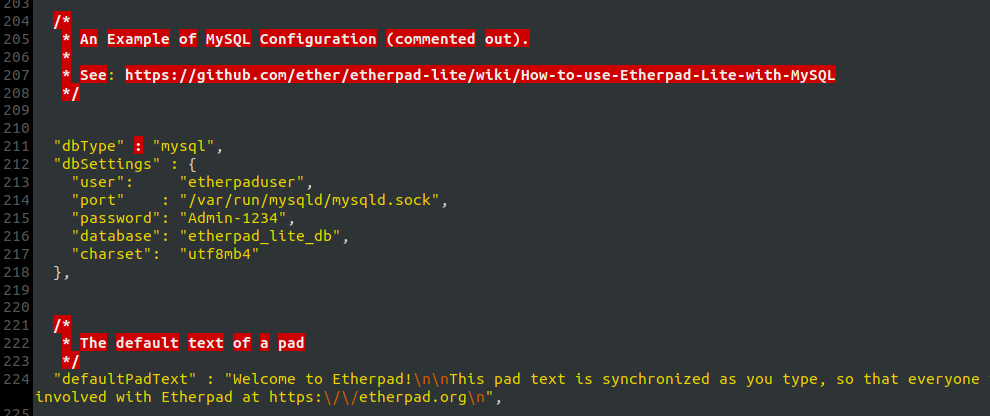 203
204 /*
205 * An Example of MySQL Configuration (commented out).
206 *
207 * See: https://github.com/ether/etherpad-lite/wiki/How-to-use-Etherpad-Lite-with-MySQL
208 */
209
210
211 "dbType" : "mysql",
212 "dbSettings" : {
213 "user":     "etherpaduser",
214 "port"    : "/var/run/mysqld/mysqld.sock",
215 "password": "Admin-1234",
216 "database": "etherpad_lite_db",
217 "charset":  "utf8mb4"
218 },
219
220
221 /*
222 * The default text of a pad
223 */
224 "defaultPadText" : "Welcome to Etherpad!\n\nThis pad text is synchronized as you type, so that everyone
involved with Etherpad at https:\/\/etherpad.org\n",
225